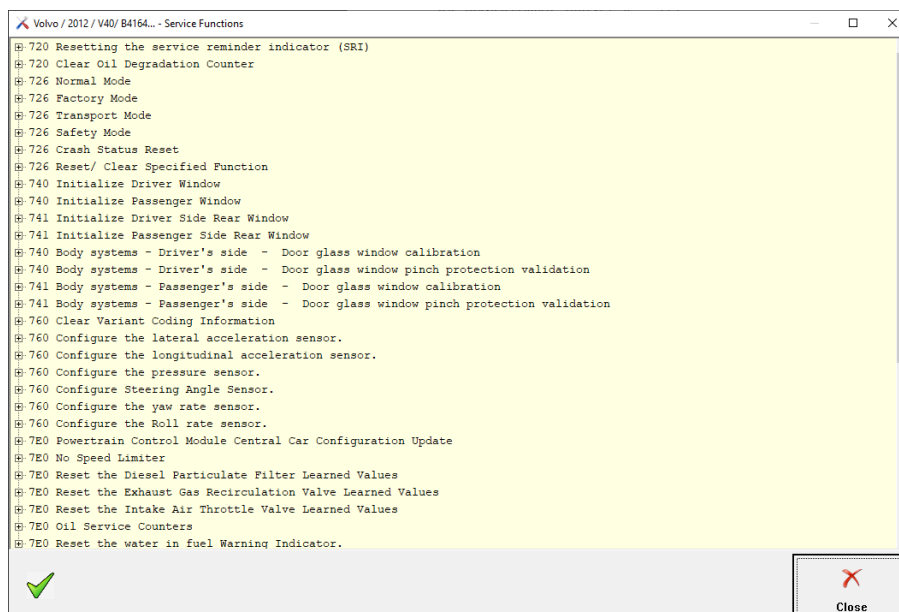 Volvo / 2012 / V40/ B4164... - Service Functions
720 Resetting the service reminder indicator (SRI)
720 Clear Oil Degradation Counter
726 Normal Mode
726 Factory Mode
726 Transport Mode
726 Safety Mode
726 Crash Status Reset
726 Reset/ Clear Specified Function
740 Initialize Driver Window
740 Initialize Passenger Window
741 Initialize Driver Side Rear Window
741 Initialize Passenger Side Rear Window
740 Body systems - Driver's side  -  Door glass window calibration
740 Body systems - Driver's side  -  Door glass window pinch protection validation
741 Body systems - Passenger's side  -  Door glass window calibration
741 Body systems - Passenger's side  -  Door glass window pinch protection validation
760 Clear Variant Coding Information
760 Configure the lateral acceleration sensor.
760 Configure the longitudinal acceleration sensor.
760 Configure the pressure sensor.
760 Configure Steering Angle Sensor.
760 Configure the yaw rate sensor.
760 Configure the Roll rate sensor.
7E0 Powertrain Control Module Central Car Configuration Update
7E0 No Speed Limiter
7E0 Reset the Diesel Particulate Filter Learned Values
7E0 Reset the Exhaust Gas Recirculation Valve Learned Values
7E0 Reset the Intake Air Throttle Valve Learned Values
7E0 Oil Service Counters
7E0 Reset the water in fuel Warning Indicator.
Close